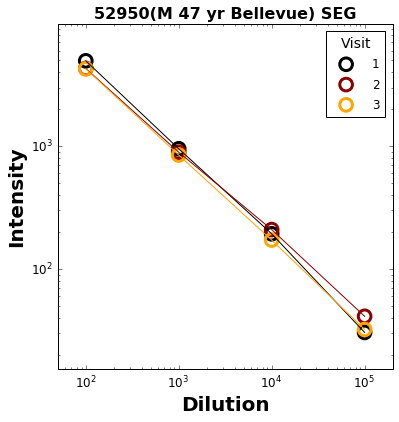 52950(M 47 yr Bellevue) SEG
Visit
1
2
3
10³
10²
Intensity
10² 10³ 10⁴ 10⁵
Dilution